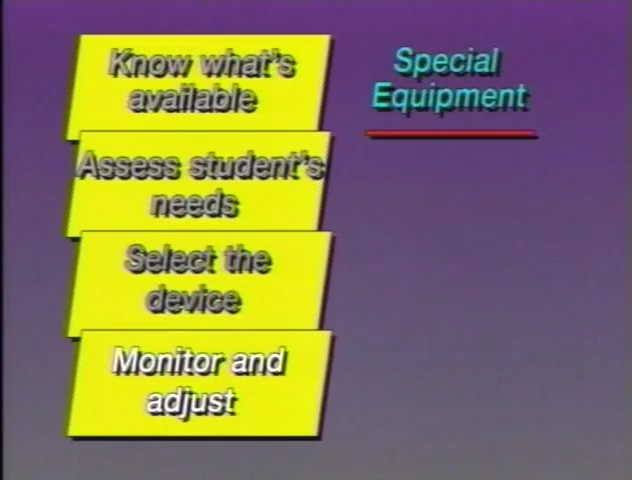 Know what's
available
Assess student's
needs
Select the
device
Monitor and
adjust
Special
Equipment